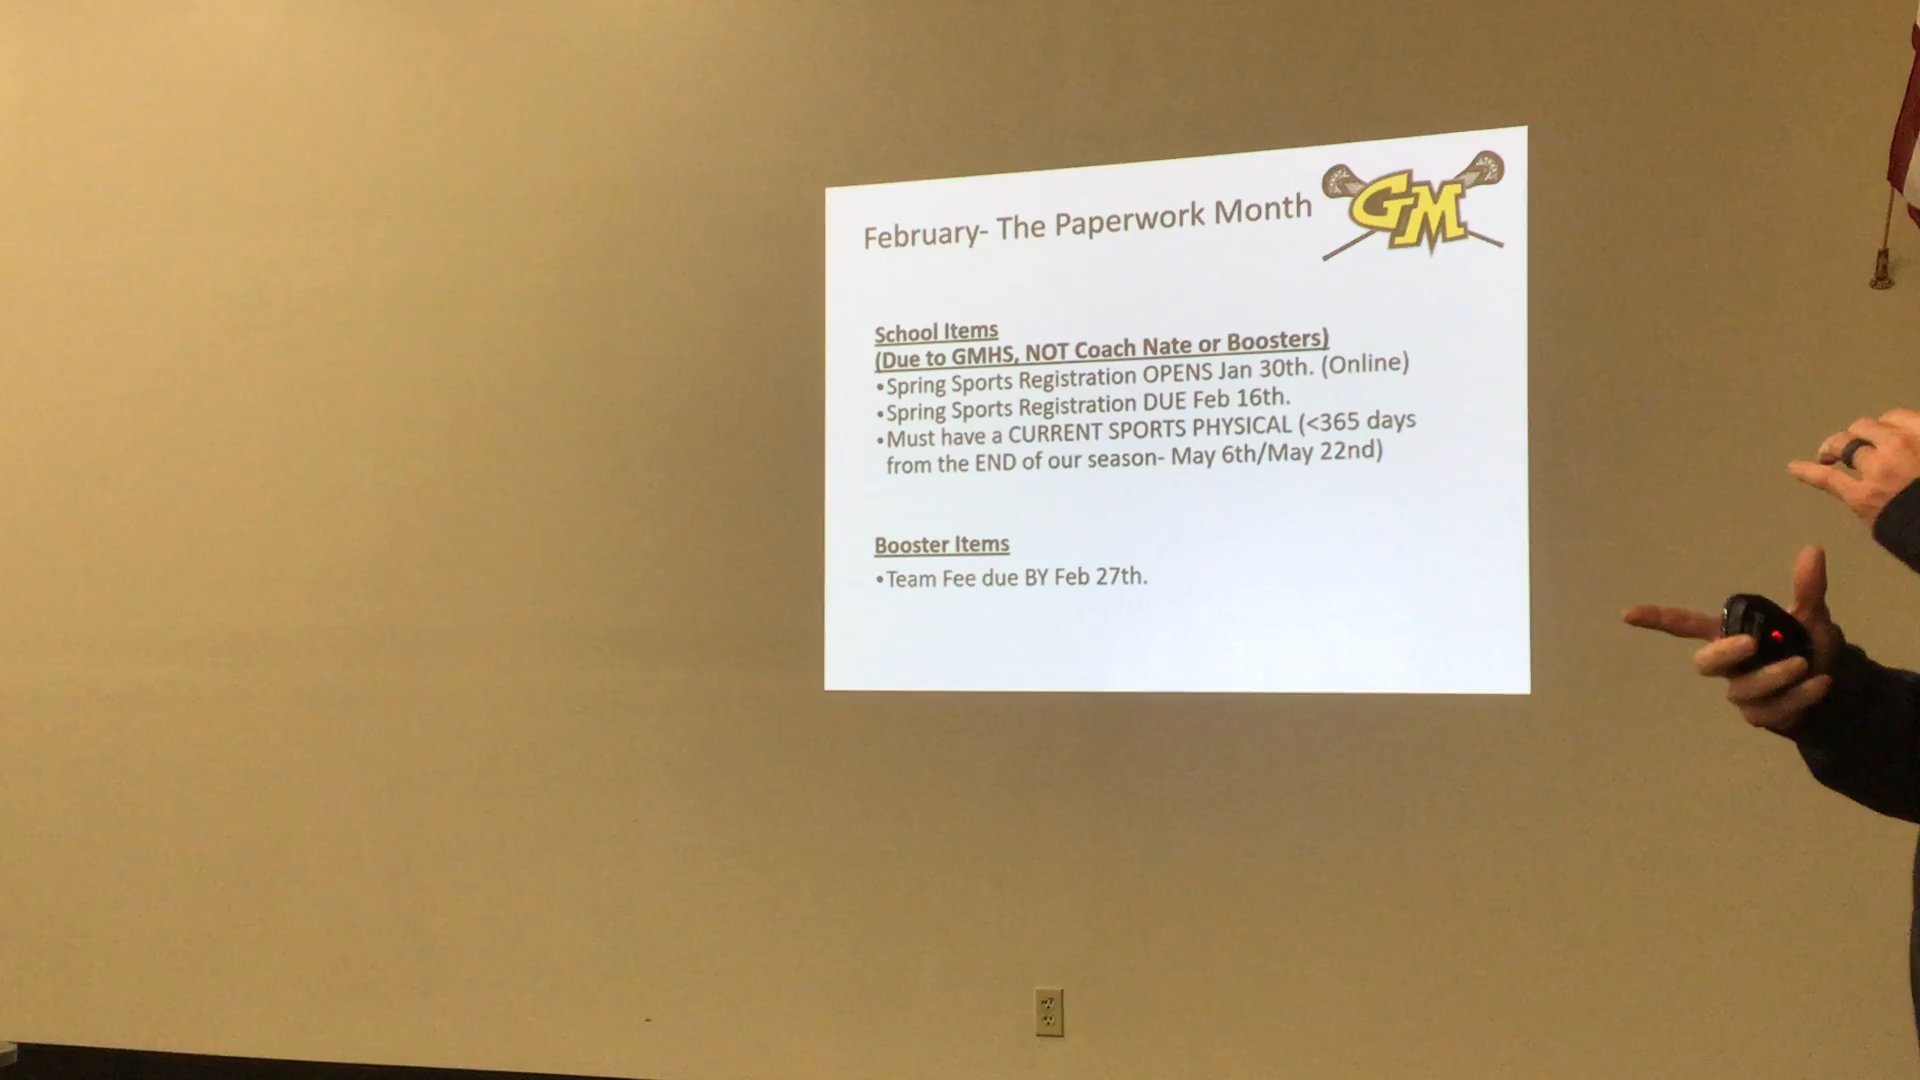 February- The Paperwork Month
GM
School Items
(Due to GMHS, NOT Coach Nate or Boosters)
•Spring Sports Registration OPENS Jan 30th. (Online)
•Spring Sports Registration DUE Feb 16th.
•Must have a CURRENT SPORTS PHYSICAL (<365 days
from the END of our season- May 6th/May 22nd)
Booster Items
•Team Fee due BY Feb 27th.